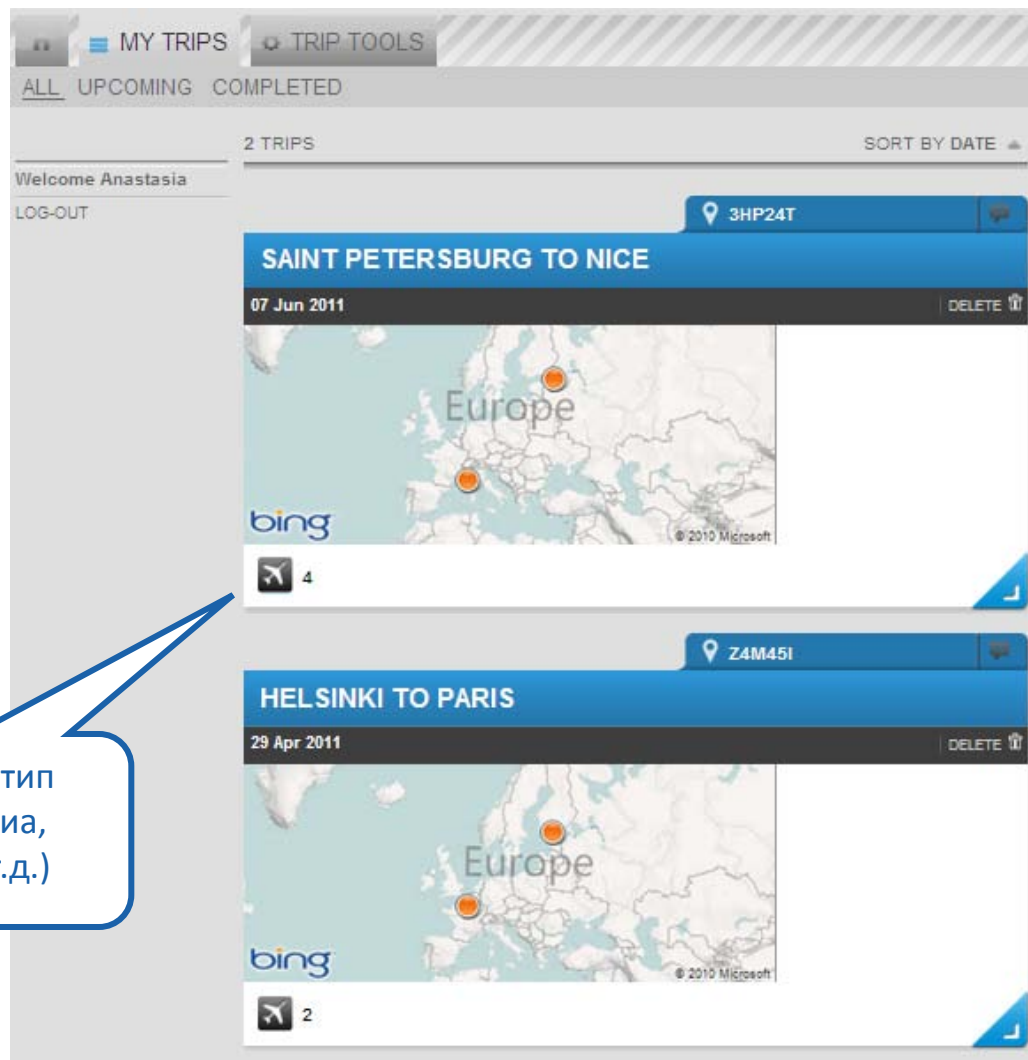 MY TRIPS TRIP TOOLS
ALL UPCOMING COMPLETED
2 TRIPS SORT BY DATE
Welcome Anastasia
LOG-OUT
3HP24T
SAINT PETERSBURG TO NICE
07 Jun 2011 DELETE
Europe
bing
© 2010 Microsoft
4
Z4M45I
HELSINKI TO PARIS
29 Apr 2011 DELETE
тип
иа,
т.д.)
Europe
bing
© 2010 Microsoft
2